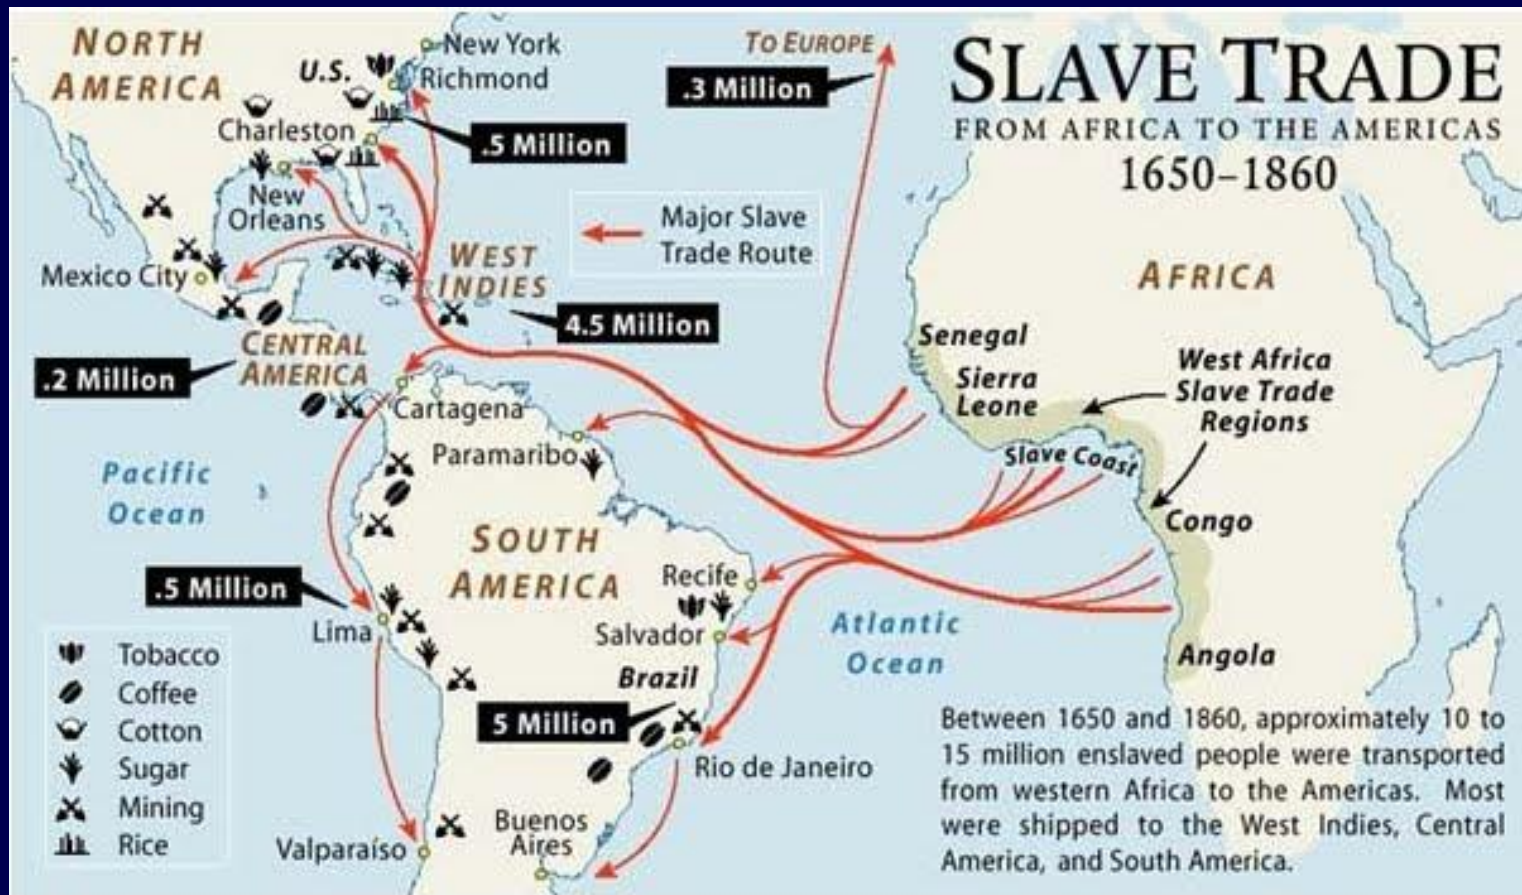 SLAVE TRADE
FROM AFRICA TO THE AMERICAS
1650–1860
NORTH
AMERICA
U.S.
New York
Richmond
Charleston
New
Orleans
Mexico City
.5 Million
TO EUROPE
.3 Million
Major Slave
Trade Route
WEST
INDIES
4.5 Million
CENTRAL
AMERICA
.2 Million
Cartagena
Paramaribo
Pacific
Ocean
SOUTH
AMERICA
.5 Million
Lima
Recife
Salvador
Brazil
5 Million
Rio de Janeiro
Buenos
Aires
Valparaíso
Atlantic
Ocean
AFRICA
Senegal
Sierra
Leone
West Africa
Slave Trade
Regions
Slave Coast
Congo
Angola
Tobacco
Coffee
Cotton
Sugar
Mining
Rice
Between 1650 and 1860, approximately 10 to
15 million enslaved people were transported
from western Africa to the Americas. Most
were shipped to the West Indies, Central
America, and South America.